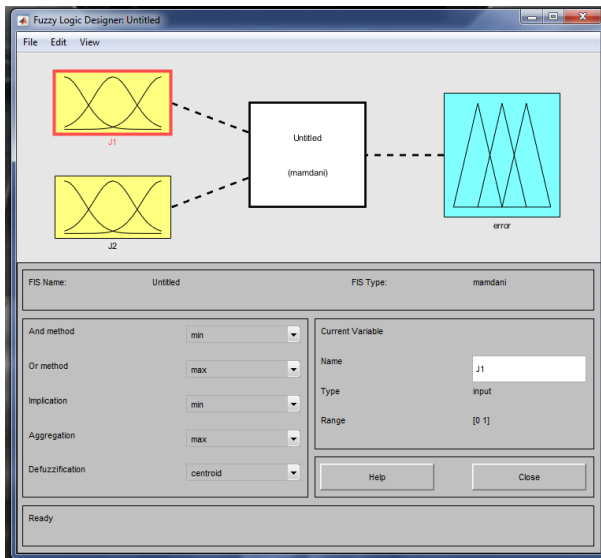 Fuzzy Logic Designer: Untitled
File Edit View
J1
Untitled
(mamdani)
J2
error
FIS Name: Untitled FIS Type: mamdani
And method min
Or method max
Implication min
Aggregation max
Defuzzification centroid
Current Variable
Name J1
Type input
Range [0 1]
Help Close
Ready